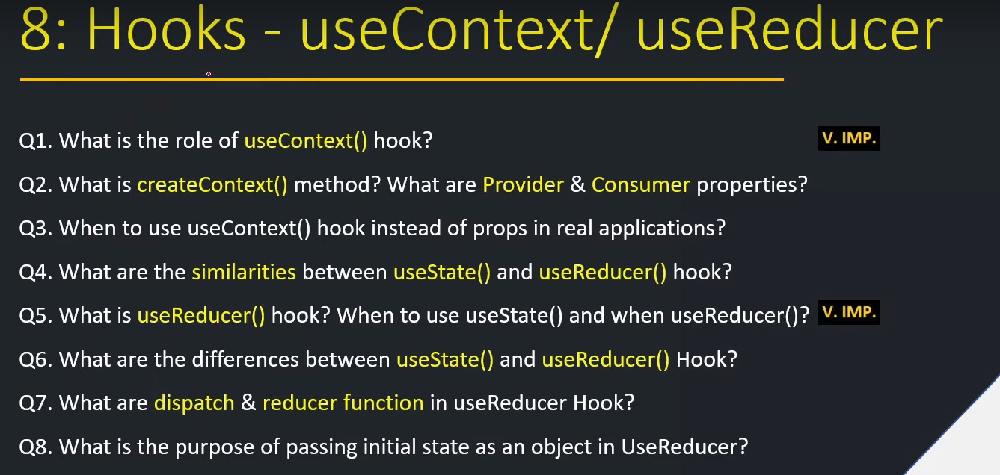 8: Hooks - useContext/ useReducer
Q1. What is the role of useContext() hook? V. IMP.
Q2. What is createContext() method? What are Provider & Consumer properties?
Q3. When to use useContext() hook instead of props in real applications?
Q4. What are the similarities between useState() and useReducer() hook?
Q5. What is useReducer() hook? When to use useState() and when useReducer()? V. IMP.
Q6. What are the differences between useState() and useReducer() Hook?
Q7. What are dispatch & reducer function in useReducer Hook?
Q8. What is the purpose of passing initial state as an object in UseReducer?